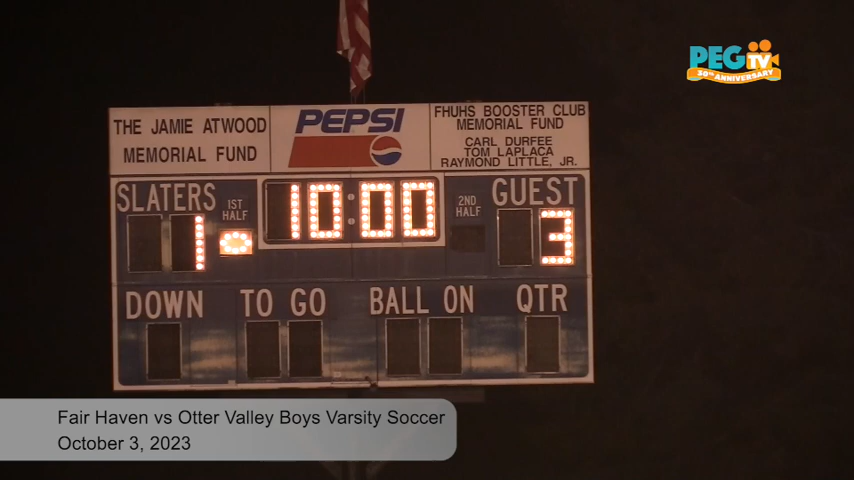 PEGTV
30th ANNIVERSARY
THE JAMIE ATWOOD
MEMORIAL FUND
PEPSI
FHUHS BOOSTER CLUB
MEMORIAL FUND
CARL DURFEE
TOM LAPLACA
RAYMOND LITTLE, JR.
SLATERS
1
1ST
HALF
10:00
2ND
HALF
GUEST
3
DOWN
TO GO
BALL ON
QTR
Fair Haven vs Otter Valley Boys Varsity Soccer
October 3, 2023